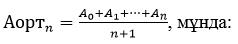 Аорт_n = (A_0+A_1+⋯+A_n)/(n+1), мұнда: